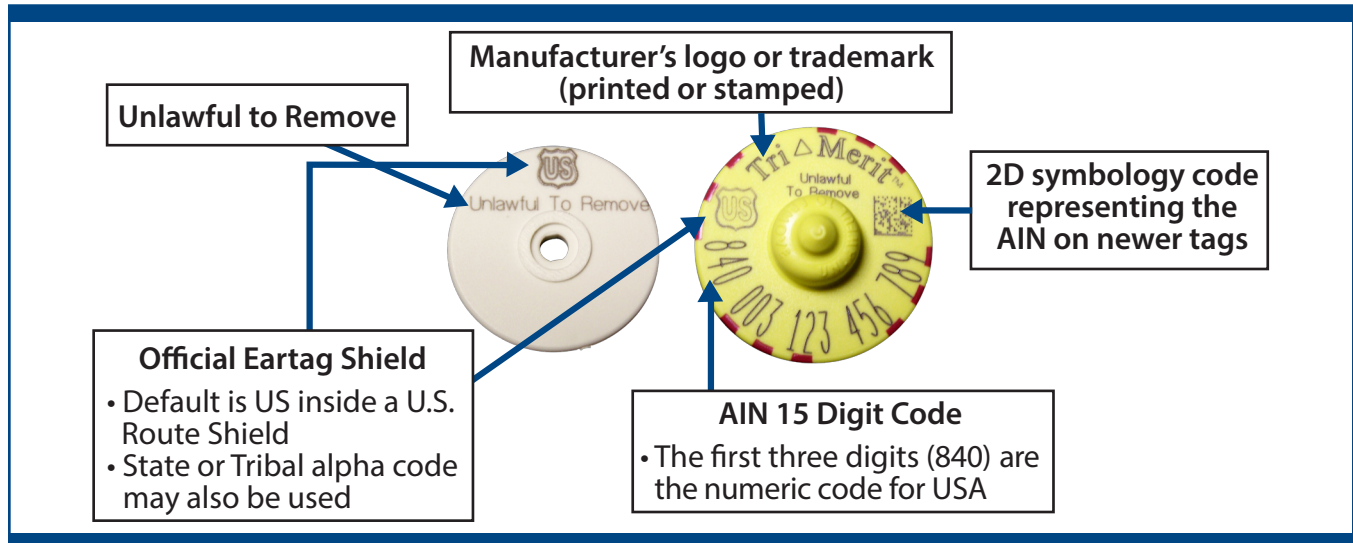 Manufacturer's logo or trademark
(printed or stamped)
Unlawful to Remove
US
Unlawful To Remove
Tri △ Merit™
Unlawful
To Remove
US
840 003 123 456 789
2D symbology code
representing the
AIN on newer tags
Official Eartag Shield
• Default is US inside a U.S.
Route Shield
• State or Tribal alpha code
may also be used
AIN 15 Digit Code
• The first three digits (840) are
the numeric code for USA